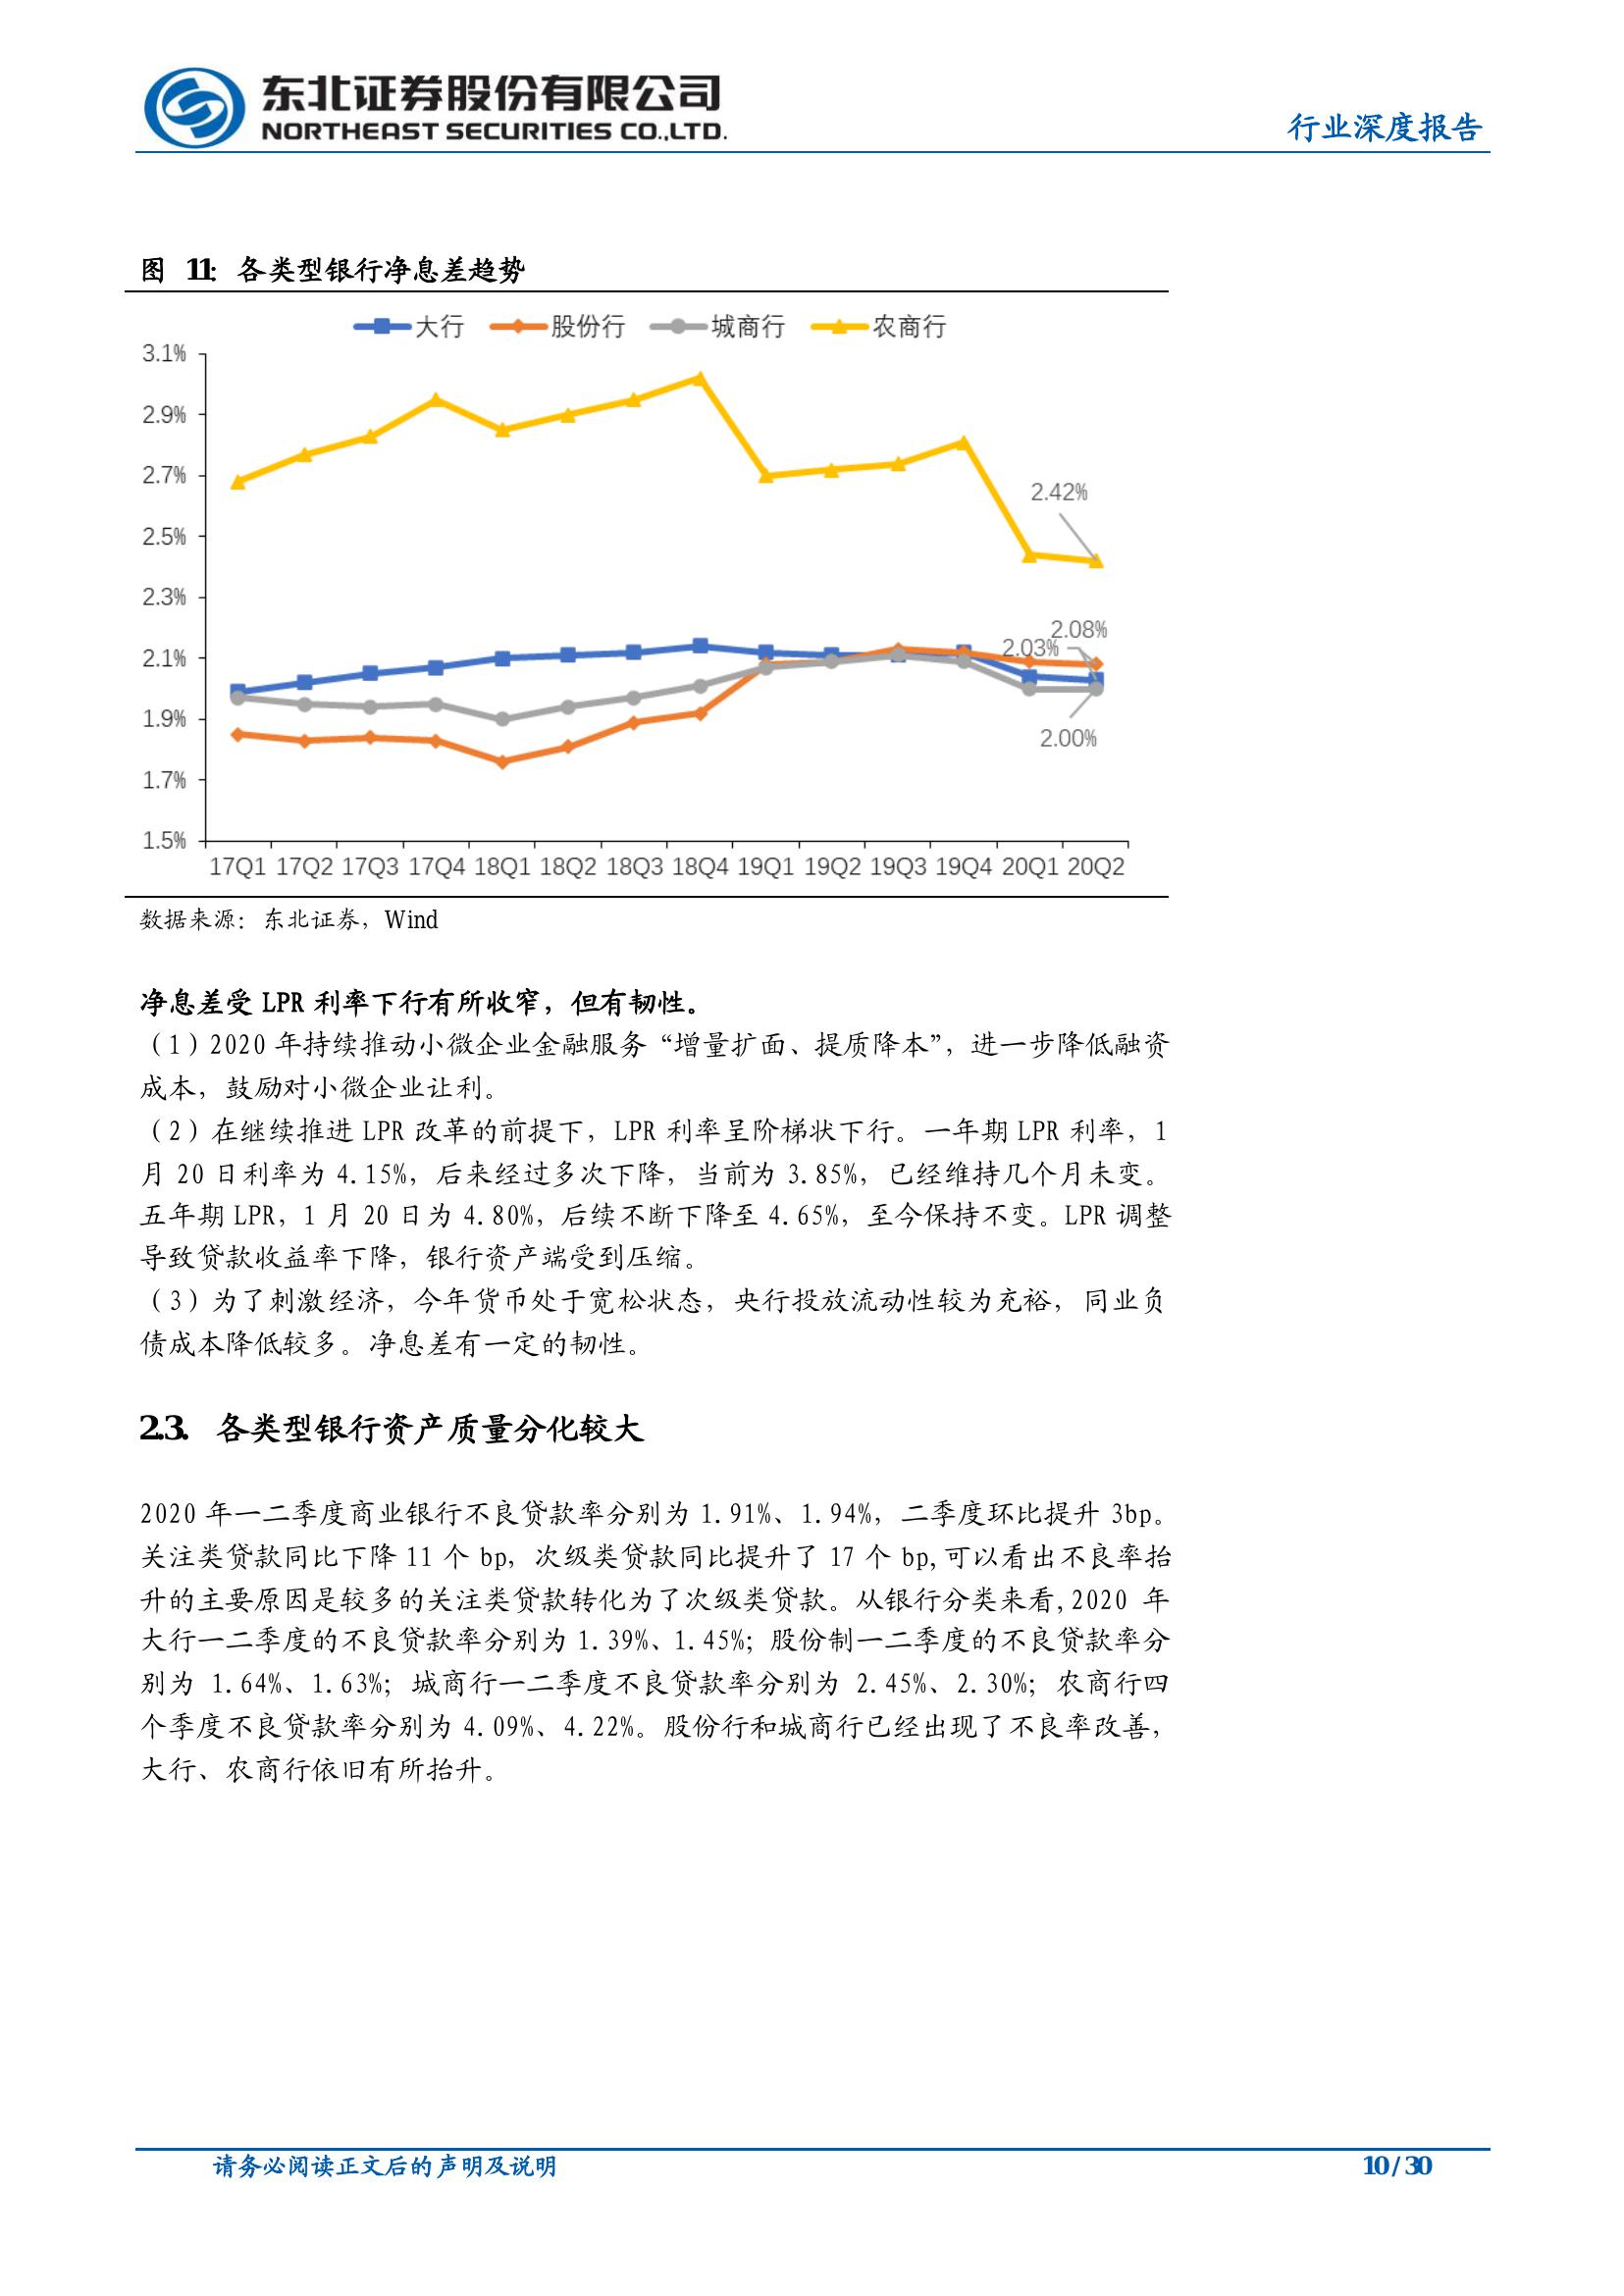 东北证券股份有限公司
NORTHEAST SECURITIES CO.,LTD.
行业深度报告
图 11：各类型银行净息差趋势
大行 股份行 城商行 农商行
3.1%
2.9%
2.7%
2.5%
2.3%
2.1%
1.9%
1.7%
1.5%
2.42%
2.08%
2.03%
2.00%
17Q1 17Q2 17Q3 17Q4 18Q1 18Q2 18Q3 18Q4 19Q1 19Q2 19Q3 19Q4 20Q1 20Q2
数据来源：东北证券，Wind
净息差受 LPR 利率下行有所收窄，但有韧性。
（1）2020 年持续推动小微企业金融服务“增量扩面、提质降本”，进一步降低融资
成本，鼓励对小微企业让利。
（2）在继续推进 LPR 改革的前提下，LPR 利率呈阶梯状下行。一年期 LPR 利率，1
月 20 日利率为 4.15%，后来经过多次下降，当前为 3.85%，已经维持几个月未变。
五年期 LPR，1 月 20 日为 4.80%，后续不断下降至 4.65%，至今保持不变。LPR 调整
导致贷款收益率下降，银行资产端受到压缩。
（3）为了刺激经济，今年货币处于宽松状态，央行投放流动性较为充裕，同业负
债成本降低较多。净息差有一定的韧性。
2.3. 各类型银行资产质量分化较大
2020 年一二季度商业银行不良贷款率分别为 1.91%、1.94%，二季度环比提升 3bp。
关注类贷款同比下降 11 个 bp，次级类贷款同比提升了 17 个 bp,可以看出不良率抬
升的主要原因是较多的关注类贷款转化为了次级类贷款。从银行分类来看,2020 年
大行一二季度的不良贷款率分别为 1.39%、1.45%；股份制一二季度的不良贷款率分
别为 1.64%、1.63%；城商行一二季度不良贷款率分别为 2.45%、2.30%；农商行四
个季度不良贷款率分别为 4.09%、4.22%。股份行和城商行已经出现了不良率改善，
大行、农商行依旧有所抬升。
请务必阅读正文后的声明及说明
10 / 30